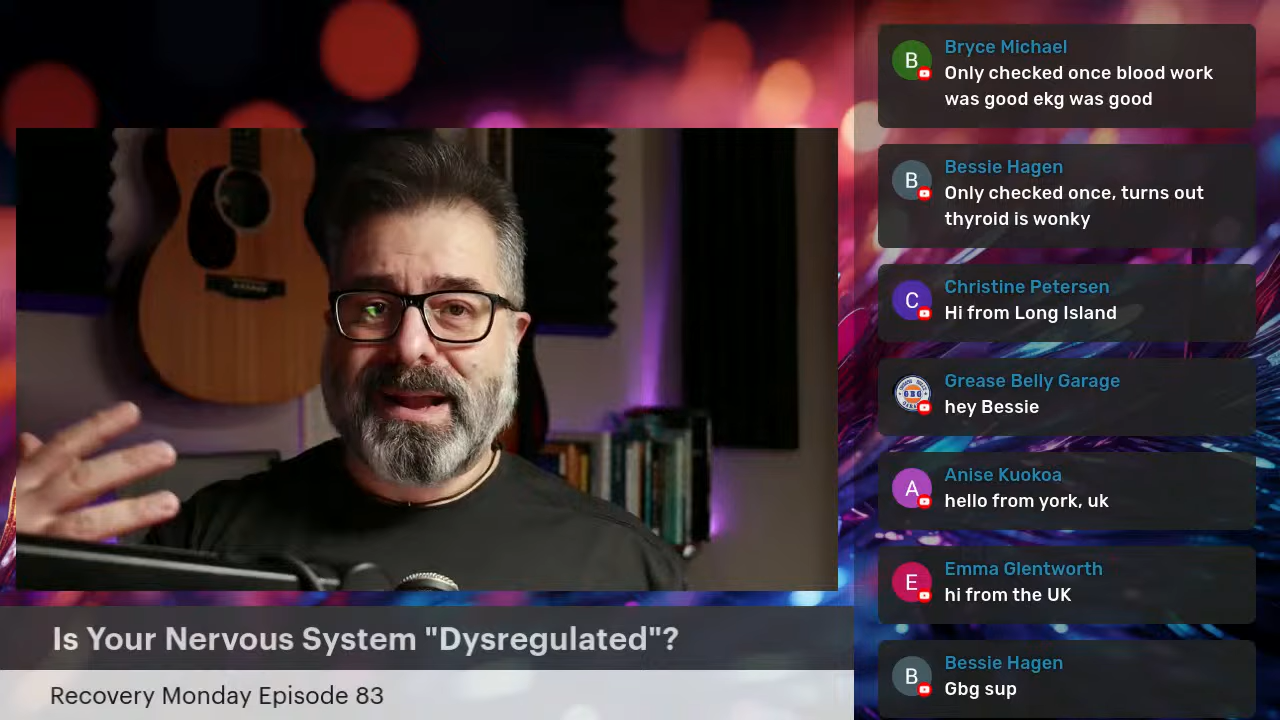 B
Bryce Michael
Only checked once blood work
was good ekg was good
B
Bessie Hagen
Only checked once, turns out
thyroid is wonky
C
Christine Petersen
Hi from Long Island
Grease Belly Garage
hey Bessie
A
Anise Kuokoa
hello from york, uk
E
Emma Glentworth
hi from the UK
B
Bessie Hagen
Gbg sup
Is Your Nervous System "Dysregulated"?
Recovery Monday Episode 83